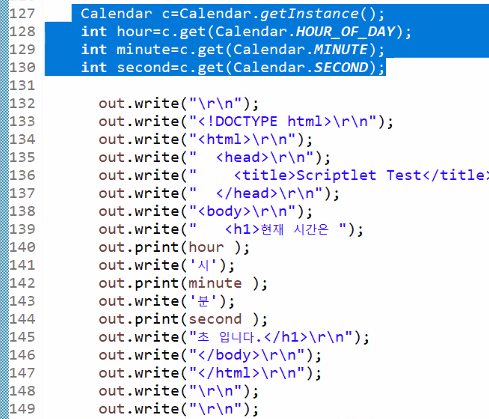 127 Calendar c=Calendar.getInstance();
128 int hour=c.get(Calendar.HOUR_OF_DAY);
129 int minute=c.get(Calendar.MINUTE);
130 int second=c.get(Calendar.SECOND);
131
132 out.write("\r\n");
133 out.write("<!DOCTYPE html>\r\n");
134 out.write("<html>\r\n");
135 out.write("  <head>\r\n");
136 out.write("    <title>Scriptlet Test</title>
137 out.write("  </head>\r\n");
138 out.write("<body>\r\n");
139 out.write("   <h1>현재 시간은 ");
140 out.print(hour );
141 out.write('시');
142 out.print(minute );
143 out.write('분');
144 out.print(second );
145 out.write("초 입니다.</h1>\r\n");
146 out.write("</body>\r\n");
147 out.write("</html>\r\n");
148 out.write("\r\n");
149 out.write("\r\n");